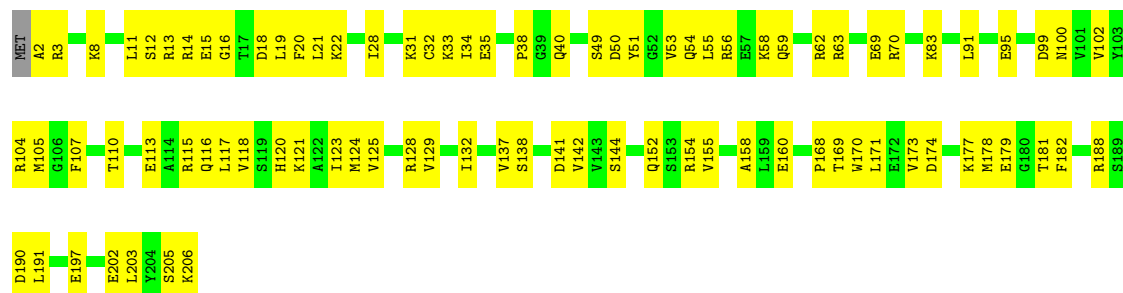 MET A2 R3 K8 L11 S12 R13 R14 E15 G16 T17 D18 L19 F20 L21 K22 I28 K31 C32 K33 I34 E35 P38 G39 Q40 S49 D50 Y51 G52 V53 Q54 L55 R56 E57 K58 Q59 R62 R63 E69 R70 K83 L91 E95 D99 N100 V101 V102 Y103
R104 M105 G106 F107 T110 E113 A114 R115 Q116 L117 V118 S119 H120 K121 A122 I123 M124 V125 R128 V129 I132 V137 S138 D141 V142 V143 S144 Q152 S153 R154 V155 A158 L159 E160 P168 T169 W170 L171 E172 V173 D174 K177 M178 E179 G180 T181 F182 R188 S189
D190 L191 E197 E202 L203 Y204 S205 K206